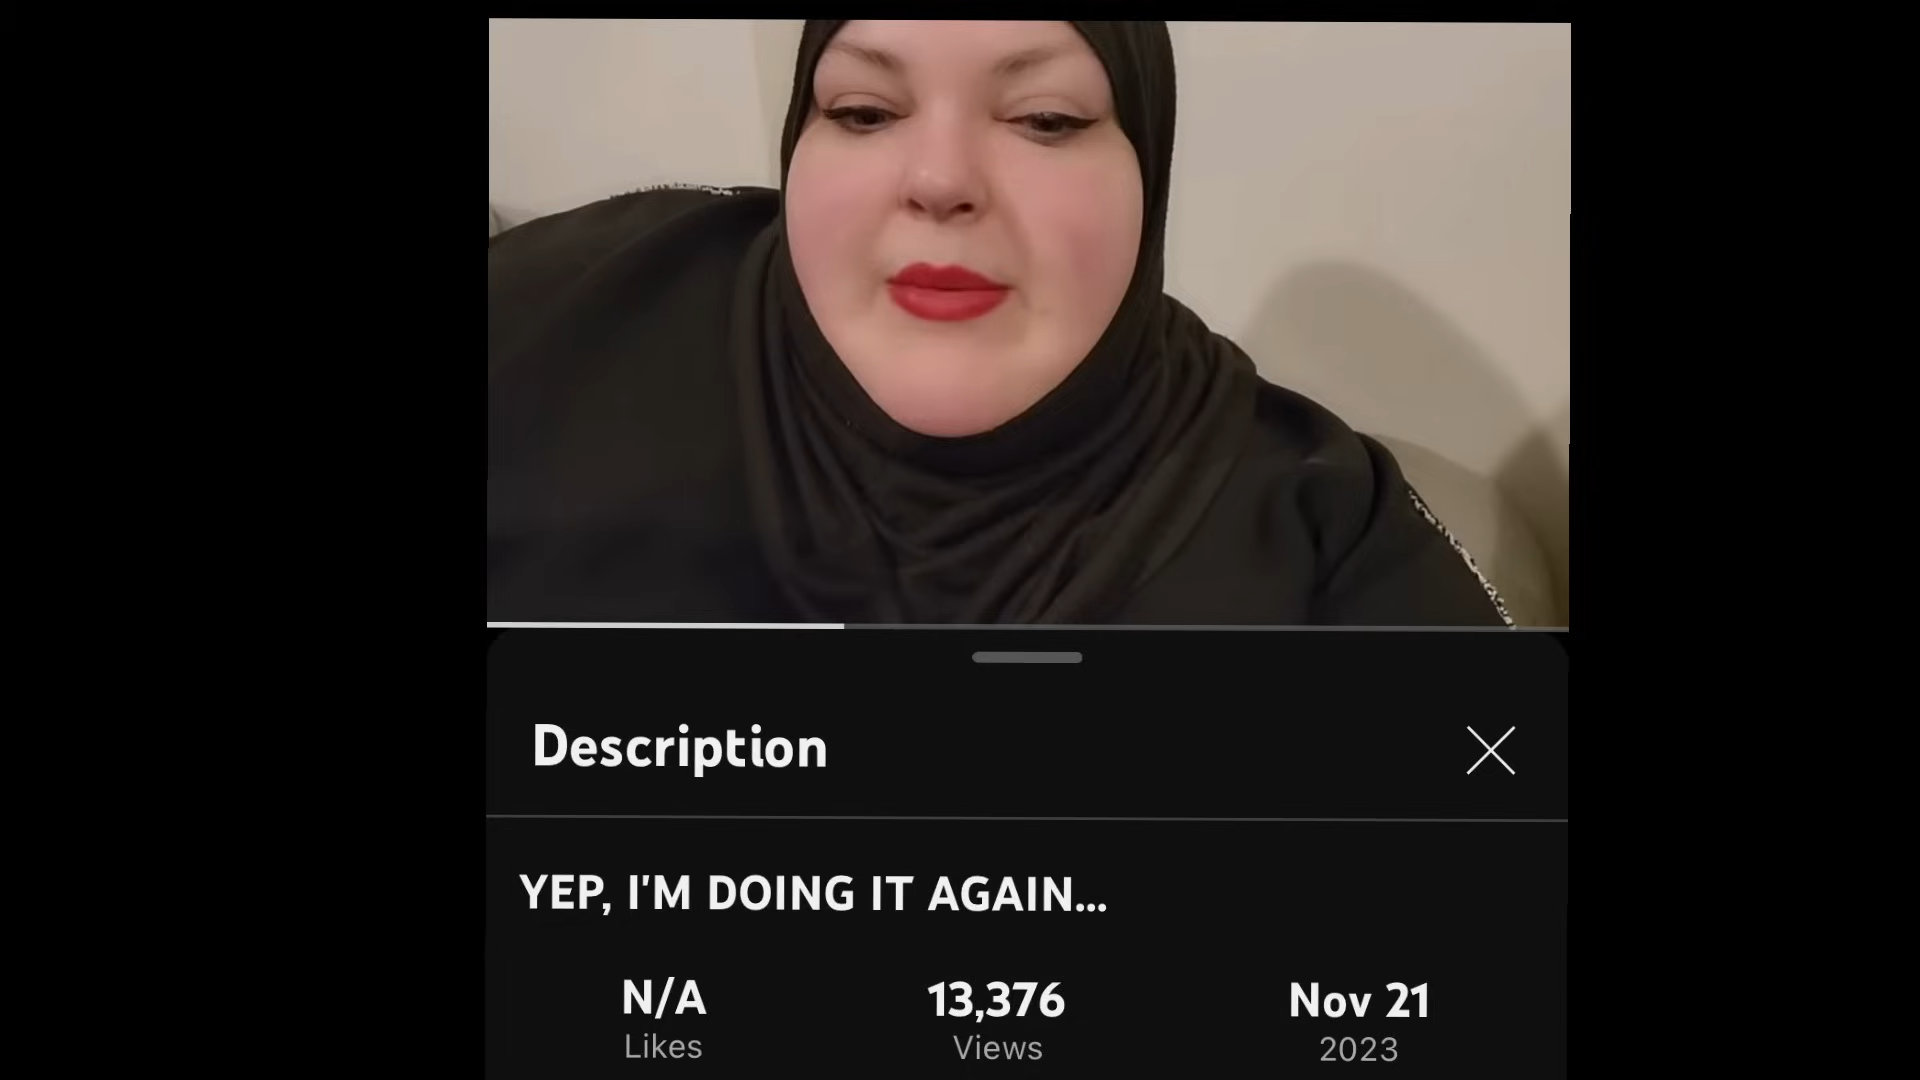 Description
YEP, I'M DOING IT AGAIN...
N/A 13,376 Nov 21
Likes Views 2023